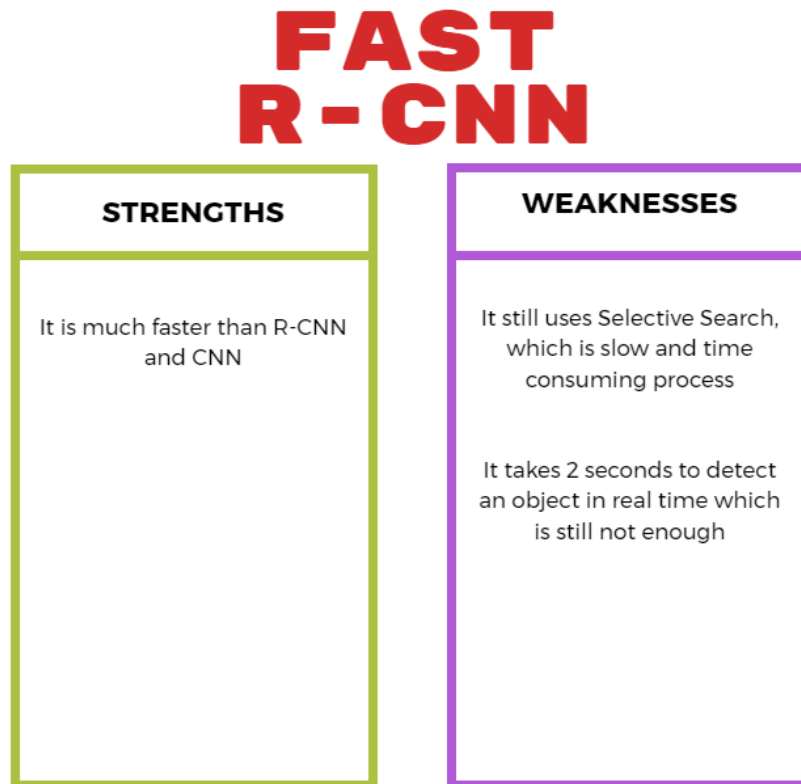 FAST
R-CNN
STRENGTHS
It is much faster than R-CNN
and CNN
WEAKNESSES
It still uses Selective Search,
which is slow and time
consuming process
It takes 2 seconds to detect
an object in real time which
is still not enough